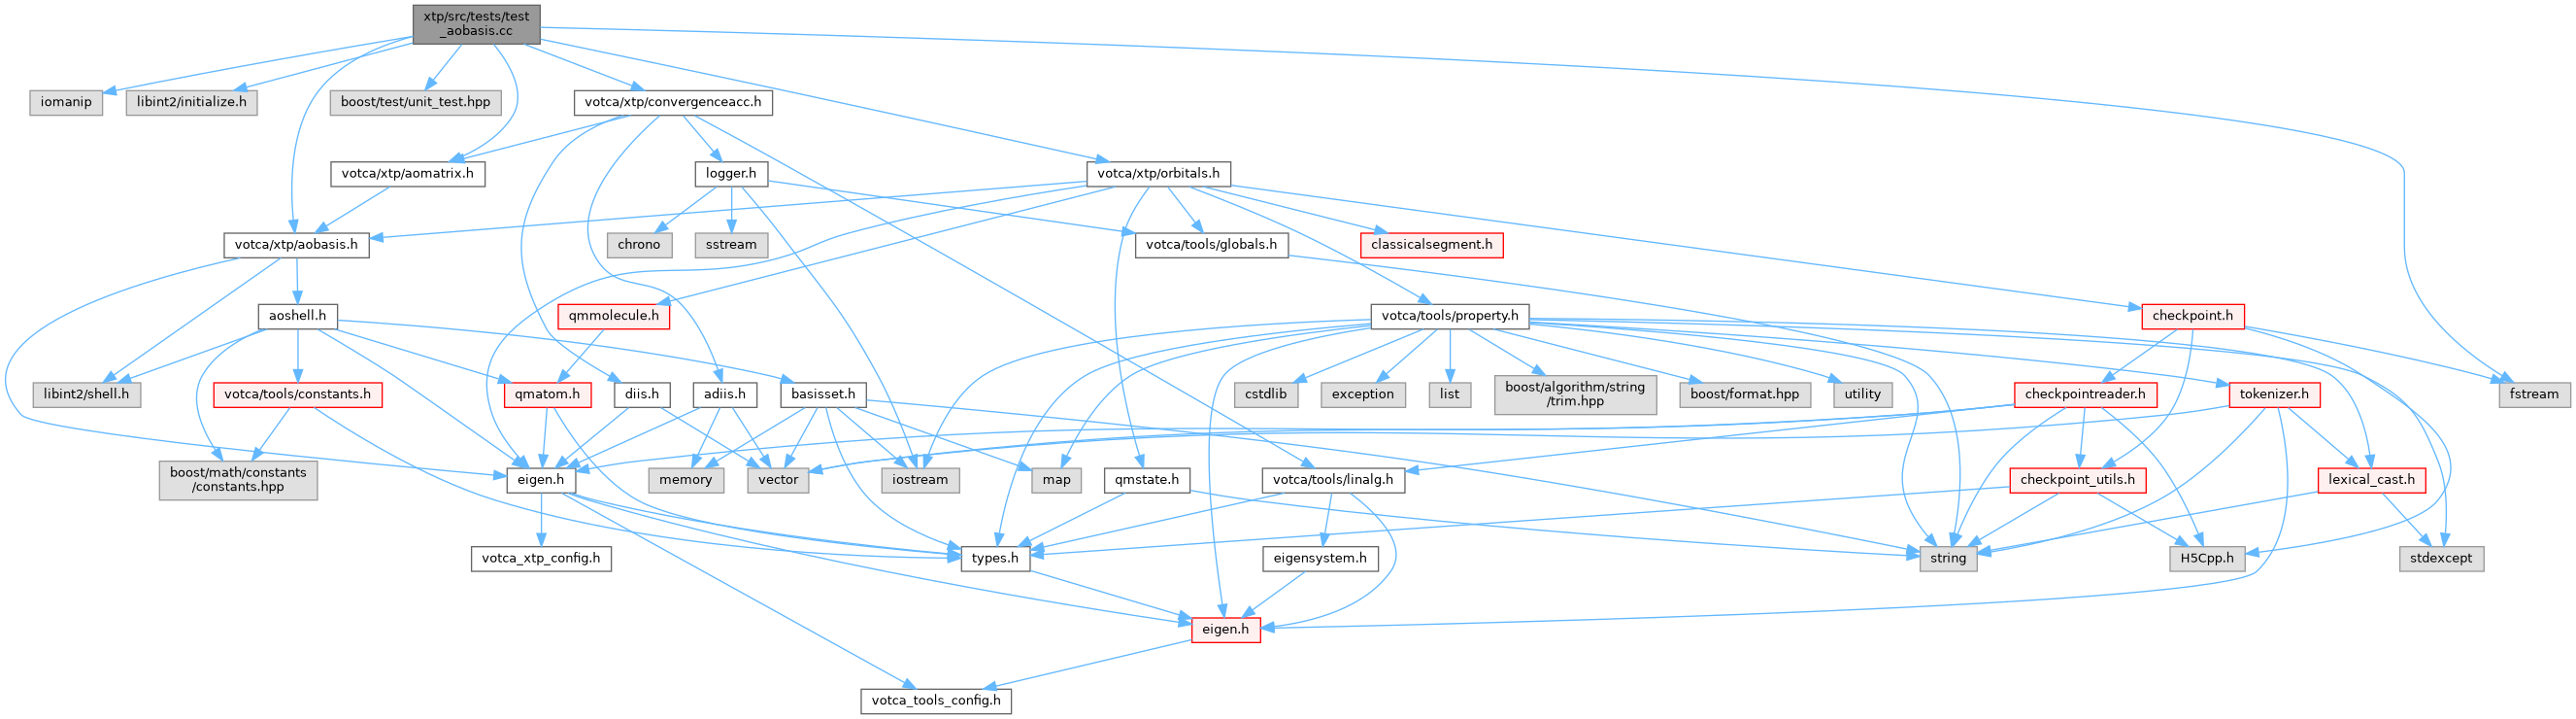 xtp/src/tests/test
_aobasis.cc
iomanip
libint2/initialize.h
boost/test/unit_test.hpp
votca/xtp/convergenceacc.h
votca/xtp/aomatrix.h
logger.h
votca/xtp/orbitals.h
votca/xtp/aobasis.h
chrono
sstream
votca/tools/globals.h
classicalsegment.h
aoshell.h
qmmolecule.h
votca/tools/property.h
checkpoint.h
libint2/shell.h
votca/tools/constants.h
qmatom.h
diis.h
adiis.h
basisset.h
cstdlib
exception
list
boost/algorithm/string
/trim.hpp
boost/format.hpp
utility
checkpointreader.h
tokenizer.h
fstream
boost/math/constants
/constants.hpp
eigen.h
memory
vector
iostream
map
qmstate.h
votca/tools/linalg.h
checkpoint_utils.h
lexical_cast.h
votca_xtp_config.h
types.h
eigensystem.h
string
H5Cpp.h
stdexcept
eigen.h
votca_tools_config.h